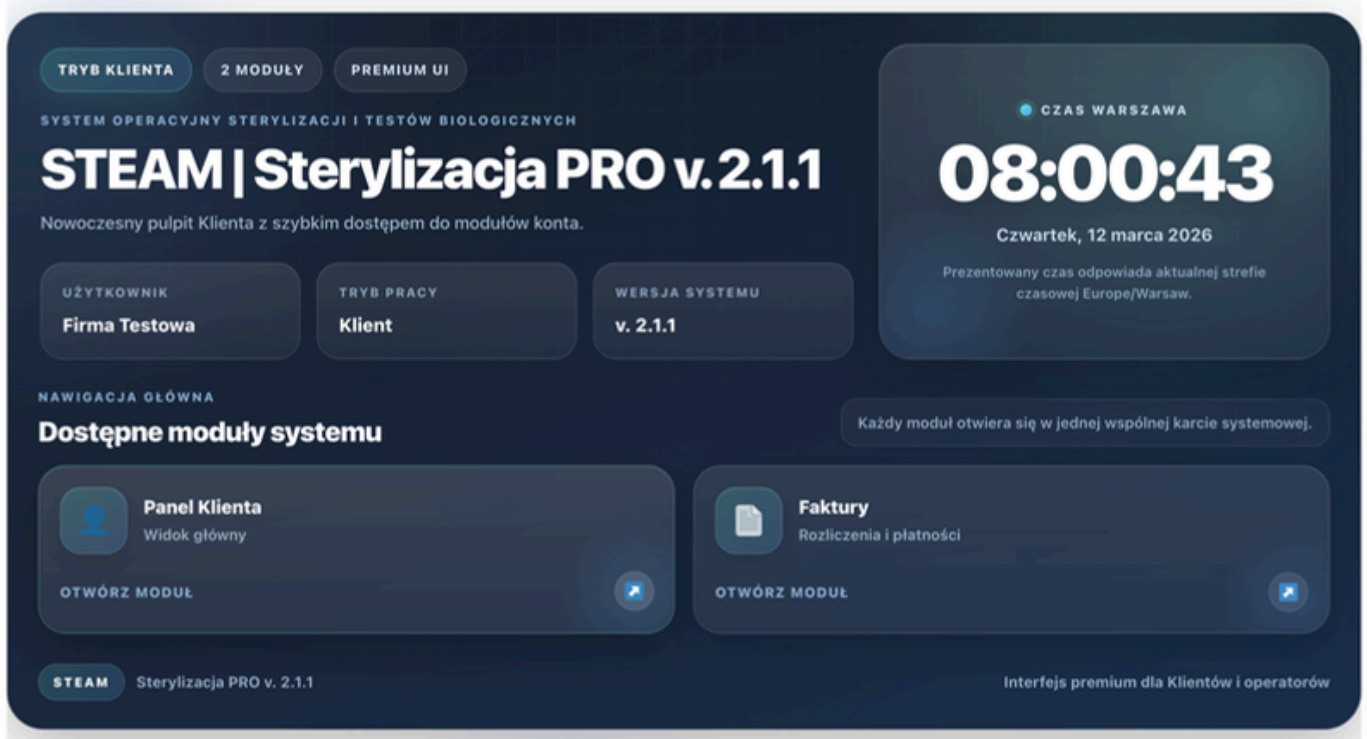 TRYB KLIENTA
2 MODUŁY
PREMIUM UI
SYSTEM OPERACYJNY STERYLIZACJI I TESTÓW BIOLOGICZNYCH
STEAM | Sterylizacja PRO v. 2.1.1
Nowoczesny pulpit Klienta z szybkim dostępem do modułów konta.
UŻYTKOWNIK
Firma Testowa
TRYB PRACY
Klient
WERSJA SYSTEMU
v. 2.1.1
CZAS WARSZAWA
08:00:43
Czwartek, 12 marca 2026
Prezentowany czas odpowiada aktualnej strefie
czasowej Europe/Warsaw.
NAWIGACJA GŁÓWNA
Dostępne moduły systemu
Każdy moduł otwiera się w jednej wspólnej karcie systemowej.
Panel Klienta
Widok główny
OTWÓRZ MODUŁ
Faktury
Rozliczenia i płatności
OTWÓRZ MODUŁ
STEAM
Sterylizacja PRO v. 2.1.1
Interfejs premium dla Klientów i operatorów